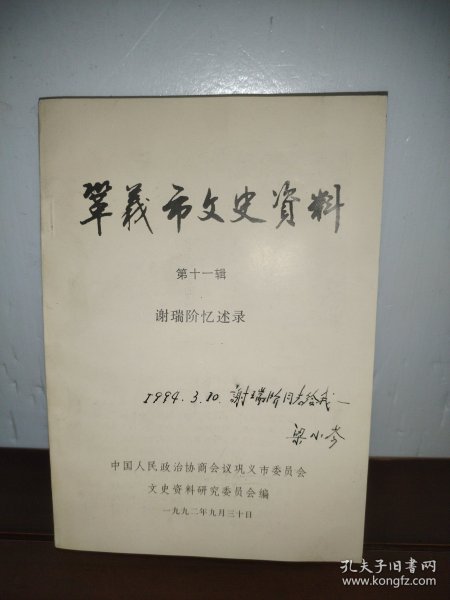 鞏義市文史資料
第十一辑
谢瑞阶忆述录
1994.3.10. 謝瑞阶同志给我—
梁小岑
中国人民政治协商会议巩义市委员会
文史资料研究委员会编
一九九二年九月三十日
孔夫子旧书网
www.kongfz.com